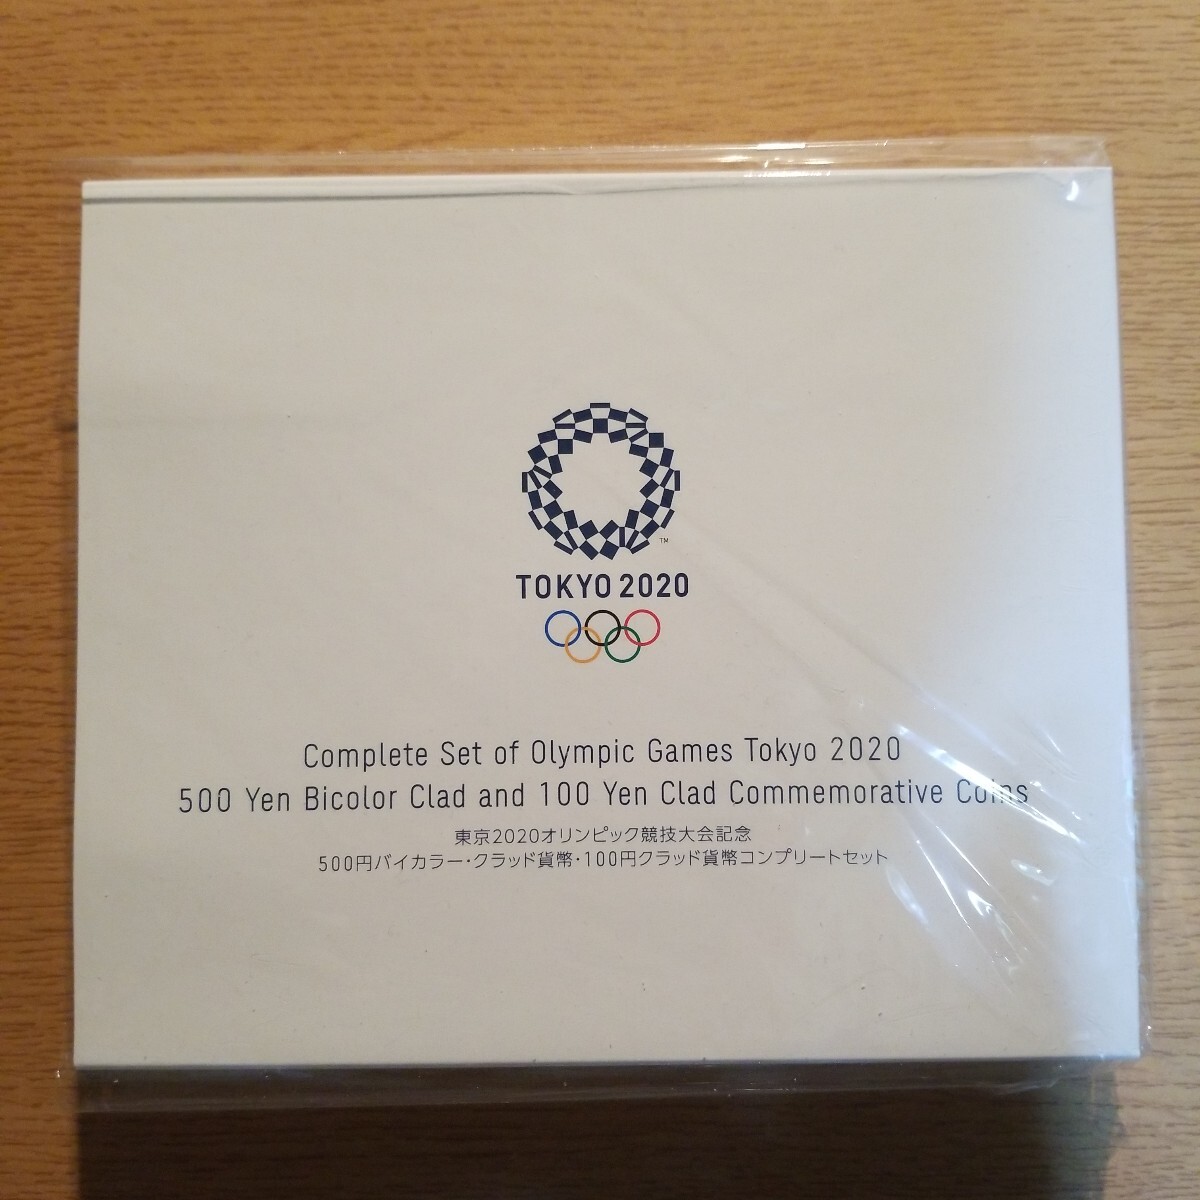 TM
TOKYO 2020
Complete Set of Olympic Games Tokyo 2020
500 Yen Bicolor Clad and 100 Yen Clad Commemorative Coins
東京2020オリンピック競技大会記念
500円バイカラー・クラッド貨幣・100円クラッド貨幣コンプリートセット